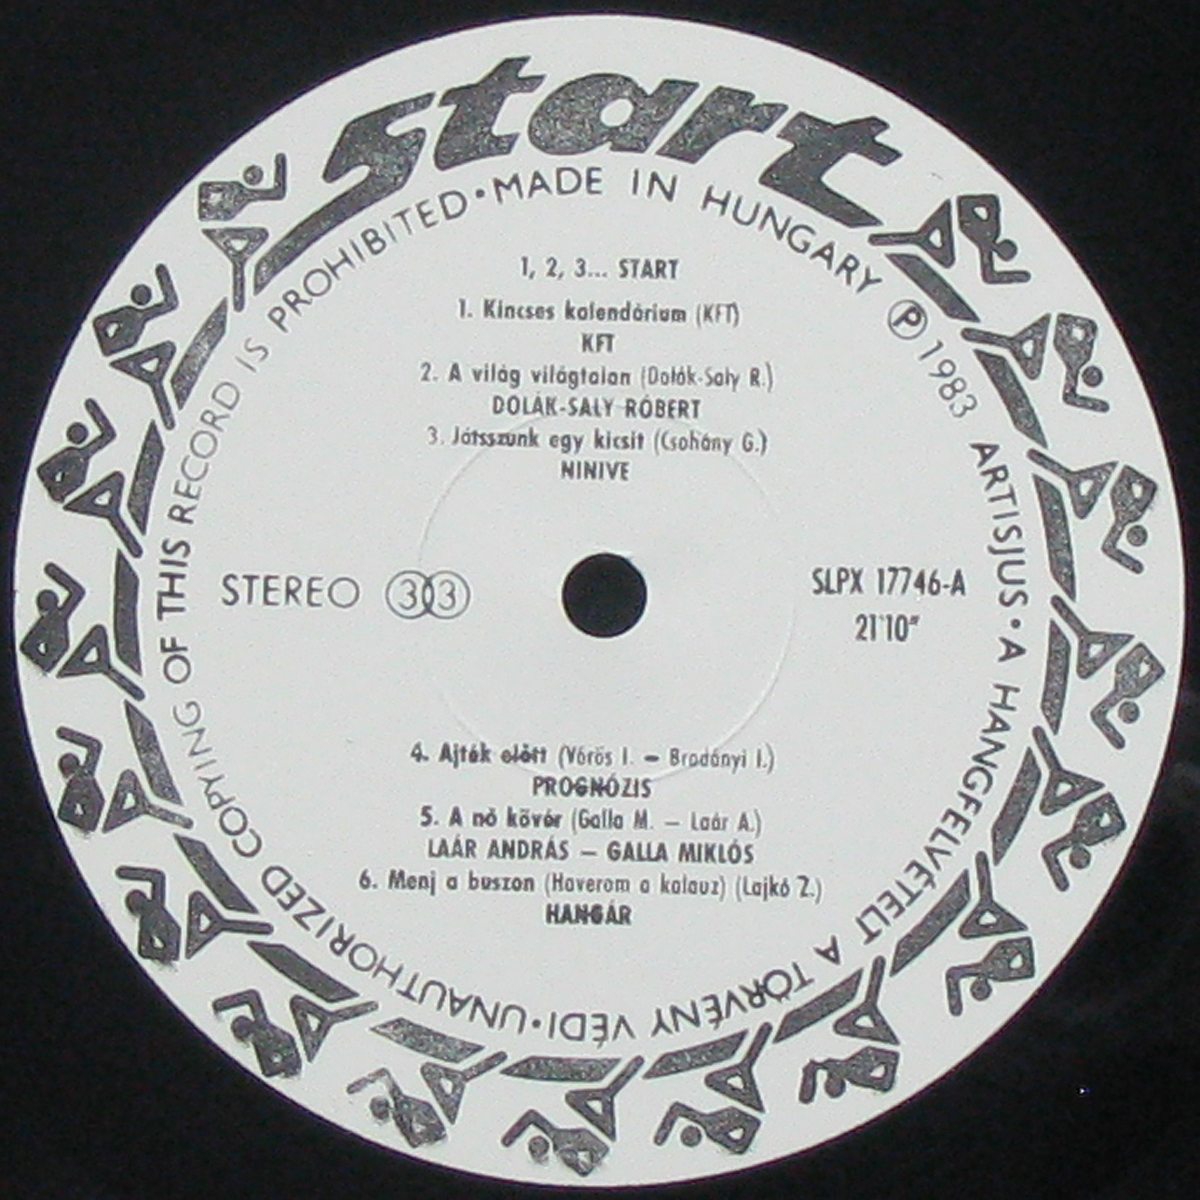 start
MADE IN HUNGARY Ⓟ 1983 ARTISJUS • A HANGFELVÉTELT A TÖRVÉNY VÉDI • UNAUTHORIZED COPYING OF THIS RECORD IS PROHIBITED •
1, 2, 3... START
1. Kincses kalendárium (KFT)
KFT
2. A világ világtalan (Dolák-Saly R.)
DOLÁK-SALY RÓBERT
3. Játsszunk egy kicsit (Csohány G.)
NINIVE
STEREO 33
SLPX 17746-A
21'10"
4. Ajtók előtt (Vörös I. – Bradányi I.)
PROGNÓZIS
5. A nő kövér (Galla M. – Laár A.)
LAÁR ANDRÁS – GALLA MIKLÓS
6. Menj a buszon (Haverom a kalauz) (Lajkó Z.)
HANGÁR